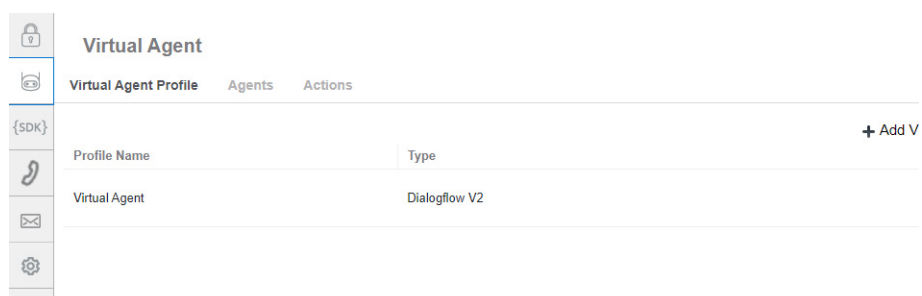 Virtual Agent
Virtual Agent Profile Agents Actions
{SDK}
+ Add V
Profile Name Type
Virtual Agent Dialogflow V2